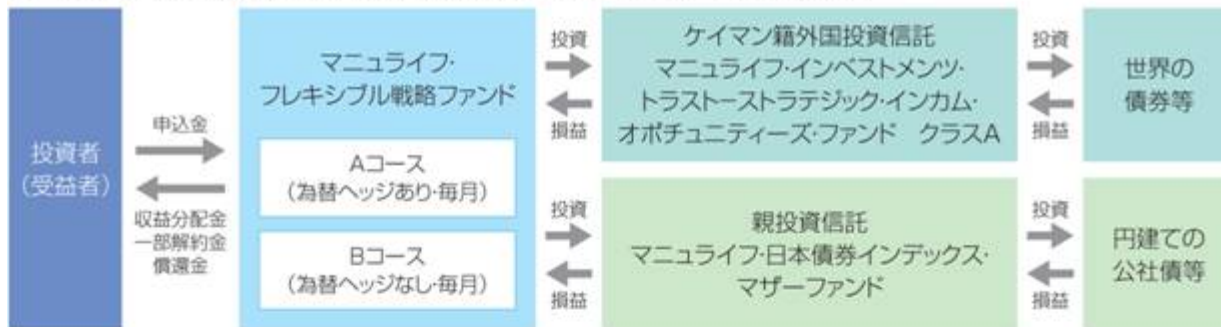 投資者
（受益者）
申込金
収益分配金
一部解約金
償還金
マニュライフ・
フレキシブル戦略ファンド
Aコース
（為替ヘッジあり・毎月）
Bコース
（為替ヘッジなし・毎月）
投資
損益
ケイマン籍外国投資信託
マニュライフ・インベストメンツ・
トラストーストラテジック・インカム・
オポチュニティーズ・ファンド　クラスA
投資
損益
世界の
債券等
投資
損益
親投資信託
マニュライフ・日本債券インデックス・
マザーファンド
投資
損益
円建ての
公社債等